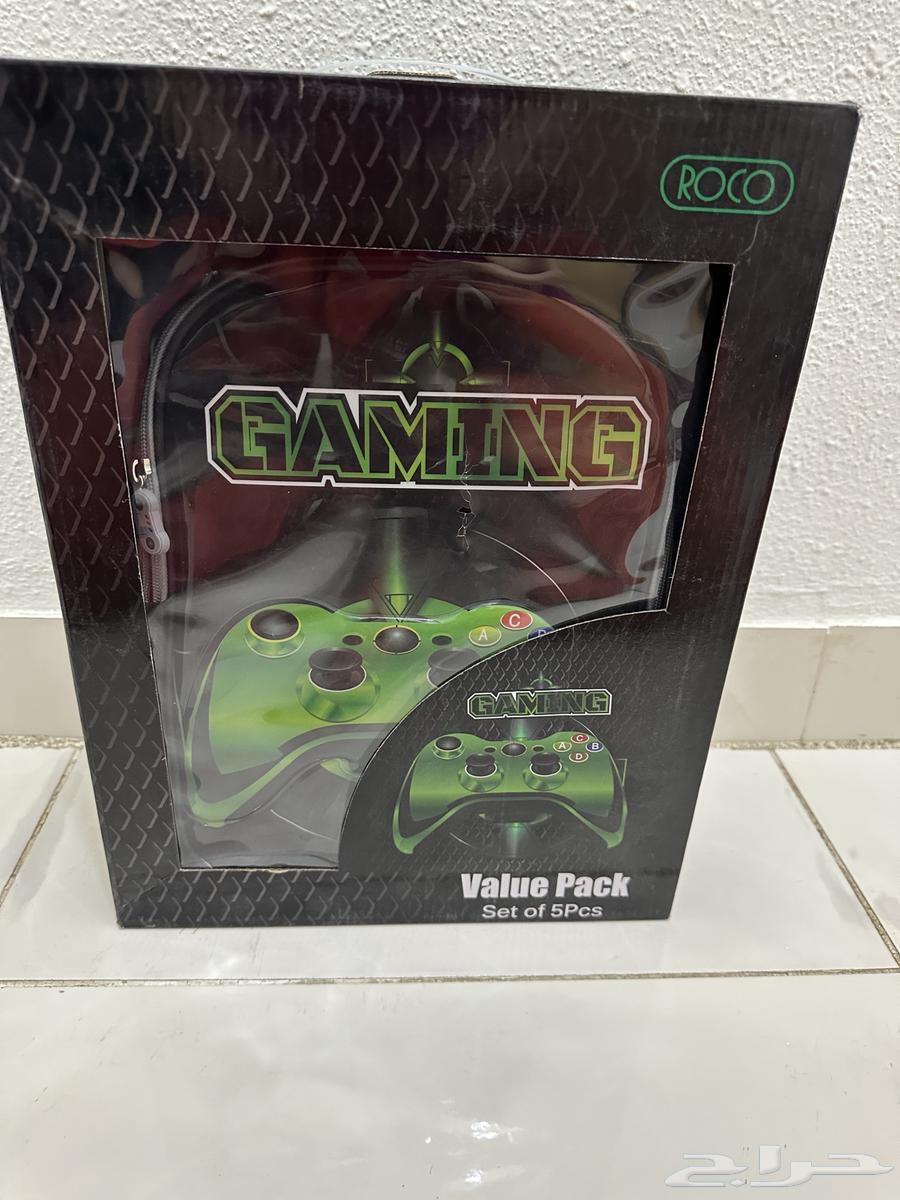 ROCO
GAMING
A
C
GAMING
C
A
B
D
Value Pack
Set of 5Pcs
حراج